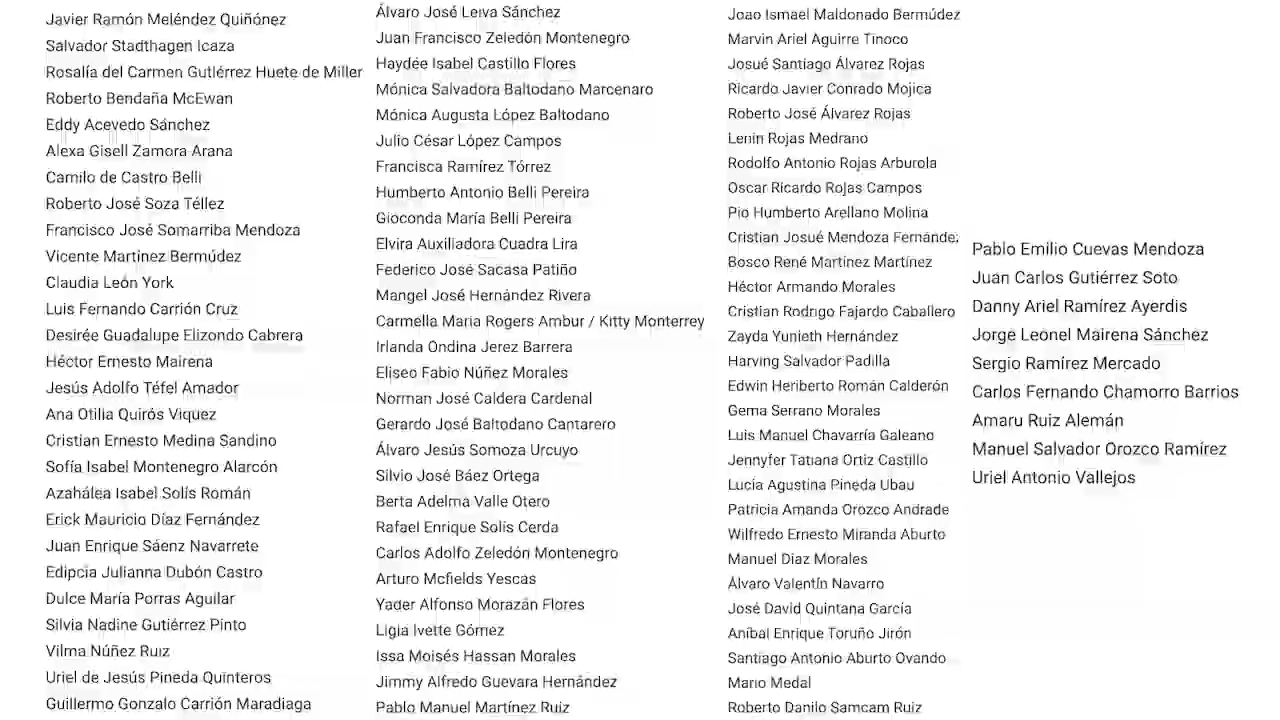 Javier Ramón Meléndez Quiñónez
Salvador Stadthagen Icaza
Rosalía del Carmen Gutiérrez Huete de Miller
Roberto Bendaña McEwan
Eddy Acevedo Sánchez
Alexa Gisell Zamora Arana
Camilo de Castro Belli
Roberto José Soza Téllez
Francisco José Somarriba Mendoza
Vicente Martínez Bermúdez
Claudia León York
Luis Fernando Carrión Cruz
Desirée Guadalupe Elizondo Cabrera
Héctor Ernesto Mairena
Jesús Adolfo Téfel Amador
Ana Otilia Quirós Víquez
Cristian Ernesto Medina Sandino
Sofía Isabel Montenegro Alarcón
Azahálea Isabel Solís Román
Erick Mauricio Díaz Fernández
Juan Enrique Sáenz Navarrete
Edipcia Julianna Dubón Castro
Dulce María Porras Aguilar
Silvia Nadine Gutiérrez Pinto
Vilma Núñez Ruiz
Uriel de Jesús Pineda Quinteros
Guillermo Gonzalo Carrión Maradiaga
Álvaro José Leiva Sánchez
Juan Francisco Zeledón Montenegro
Haydée Isabel Castillo Flores
Mónica Salvadora Baltodano Marcenaro
Mónica Augusta López Baltodano
Julio César López Campos
Francisca Ramírez Tórrez
Humberto Antonio Belli Pereira
Gioconda María Belli Pereira
Elvira Auxiliadora Cuadra Lira
Federico José Sacasa Patiño
Mangel José Hernández Rivera
Carmella María Rogers Ambur / Kitty Monterrey
Irlanda Ondina Jerez Barrera
Eliseo Fabio Núñez Morales
Norman José Caldera Cardenal
Gerardo José Baltodano Cantarero
Álvaro Jesús Somoza Urcuyo
Silvio José Báez Ortega
Berta Adelma Valle Otero
Rafael Enrique Solís Cerda
Carlos Adolfo Zeledón Montenegro
Arturo Mcfields Yescas
Yader Alfonso Morazán Flores
Ligia Ivette Gómez
Issa Moisés Hassan Morales
Jimmy Alfredo Guevara Hernández
Pablo Manuel Martínez Ruiz
Joao Ismael Maldonado Bermúdez
Marvin Ariel Aguirre Tinoco
Josué Santiago Álvarez Rojas
Ricardo Javier Conrado Mojica
Roberto José Álvarez Rojas
Lenin Rojas Medrano
Rodolfo Antonio Rojas Arburola
Oscar Ricardo Rojas Campos
Pío Humberto Arellano Molina
Cristian Josué Mendoza Fernánde
Bosco René Martínez Martínez
Héctor Armando Morales
Cristian Rodrigo Fajardo Caballero
Zayda Yunieth Hernández
Harving Salvador Padilla
Edwin Heriberto Román Calderón
Gema Serrano Morales
Luis Manuel Chavarría Galeano
Jennyfer Tatiana Ortiz Castillo
Lucía Agustina Pineda Ubau
Patricia Amanda Orozco Andrade
Wilfredo Ernesto Miranda Aburto
Manuel Díaz Morales
Álvaro Valentín Navarro
José David Quintana García
Aníbal Enrique Toruño Jirón
Santiago Antonio Aburto Ovando
Mario Medal
Roberto Danilo Samcam Ruiz
Pablo Emilio Cuevas Mendoza
Juan Carlos Gutiérrez Soto
Danny Ariel Ramírez Ayerdis
Jorge Leonel Mairena Sánchez
Sergio Ramírez Mercado
Carlos Fernando Chamorro Barrios
Amaru Ruiz Alemán
Manuel Salvador Orozco Ramírez
Uriel Antonio Vallejos